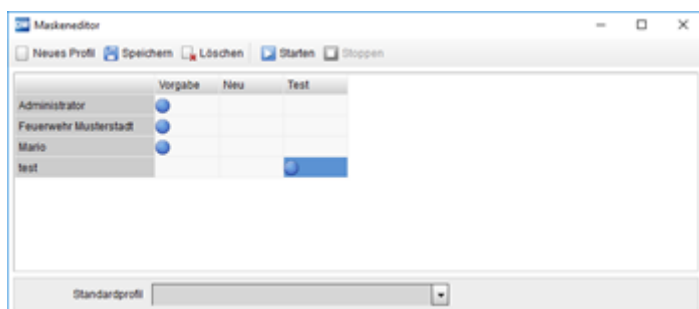 Maskeneditor
Neues Profil Speichern Löschen Starten Stoppen
Vorgabe Neu Test
Administrator
Feuerwehr Musterstadt
Mario
test
Standardprofil